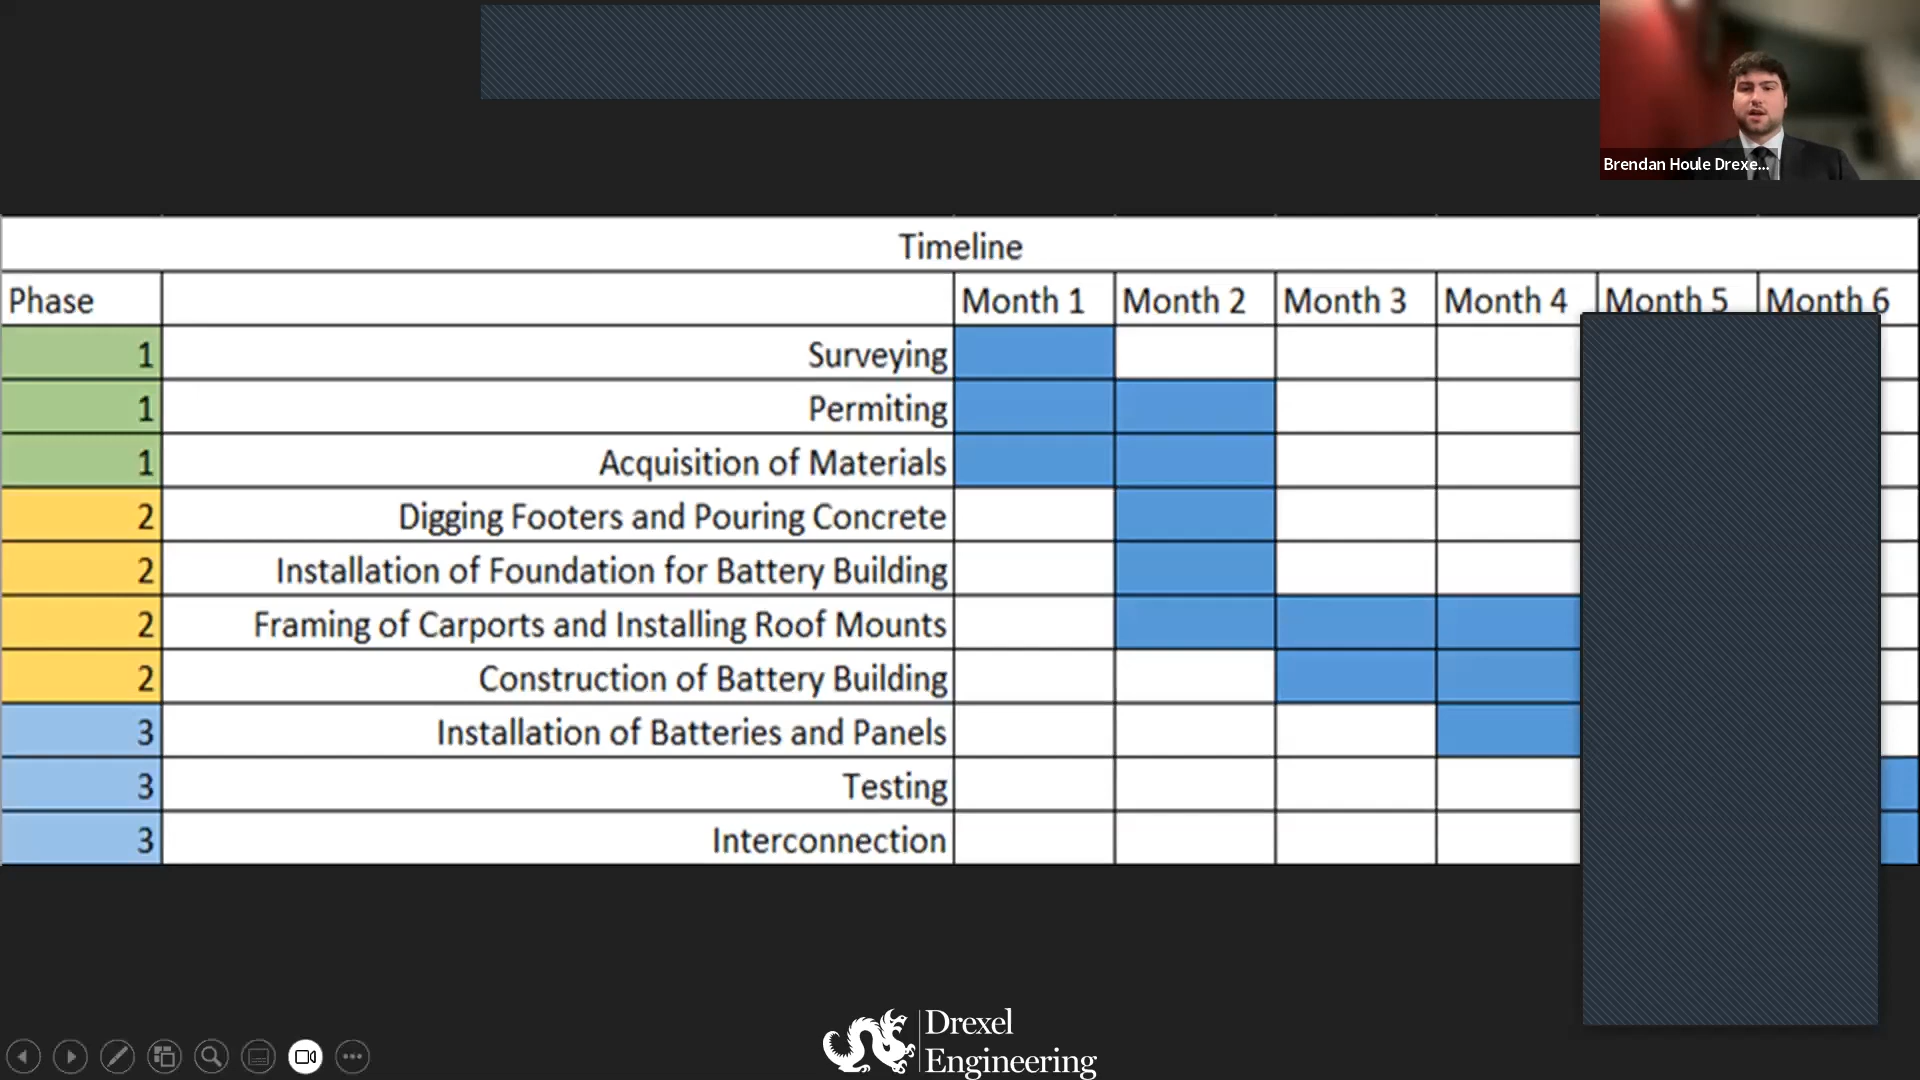 Brendan Houle Drexe...
Timeline
Phase Month 1 Month 2 Month 3 Month 4 Month 5 Month 6
1 Surveying
1 Permiting
1 Acquisition of Materials
2 Digging Footers and Pouring Concrete
2 Installation of Foundation for Battery Building
2 Framing of Carports and Installing Roof Mounts
2 Construction of Battery Building
3 Installation of Batteries and Panels
3 Testing
3 Interconnection
Drexel
Engineering